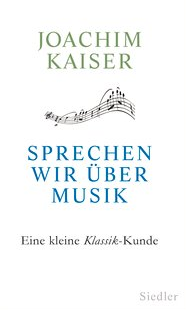 JOACHIM
KAISER
SPRECHEN
WIR ÜBER
MUSIK
Eine kleine Klassik-Kunde
Siedler